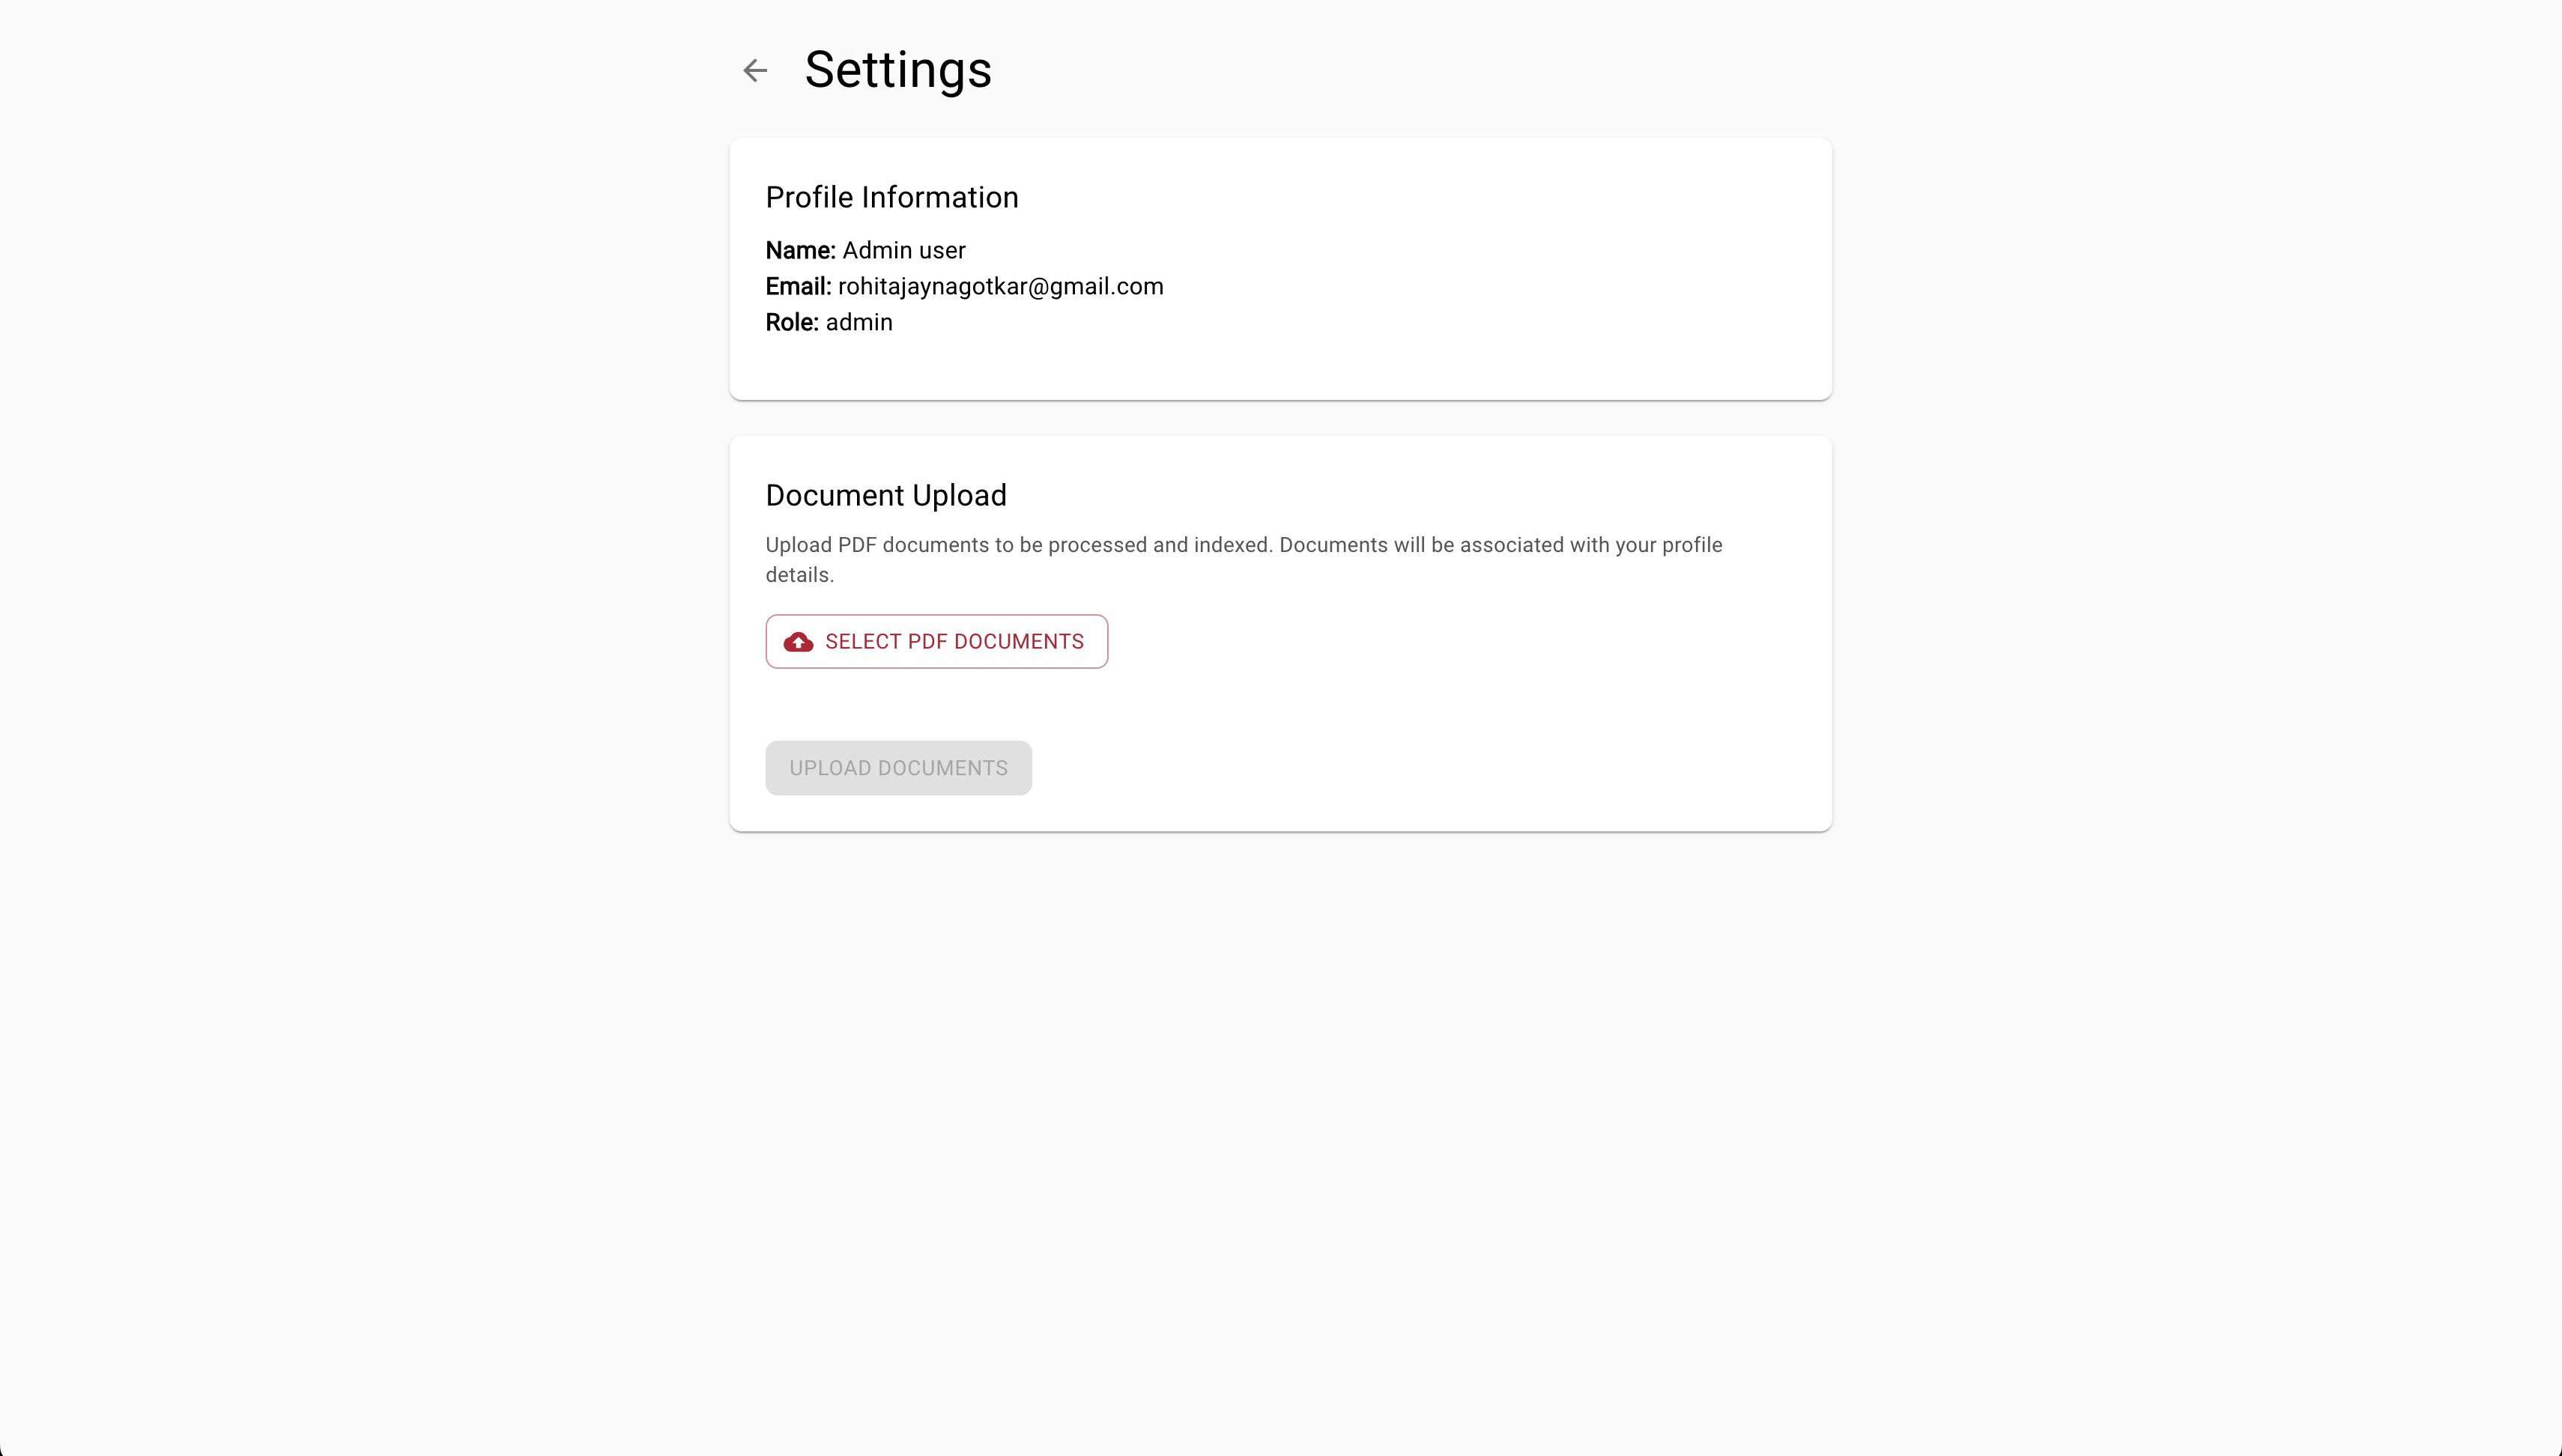 Settings
Profile Information
Name: Admin user
Email: rohitajaynagotkar@gmail.com
Role: admin
Document Upload
Upload PDF documents to be processed and indexed. Documents will be associated with your profile
details.
SELECT PDF DOCUMENTS
UPLOAD DOCUMENTS